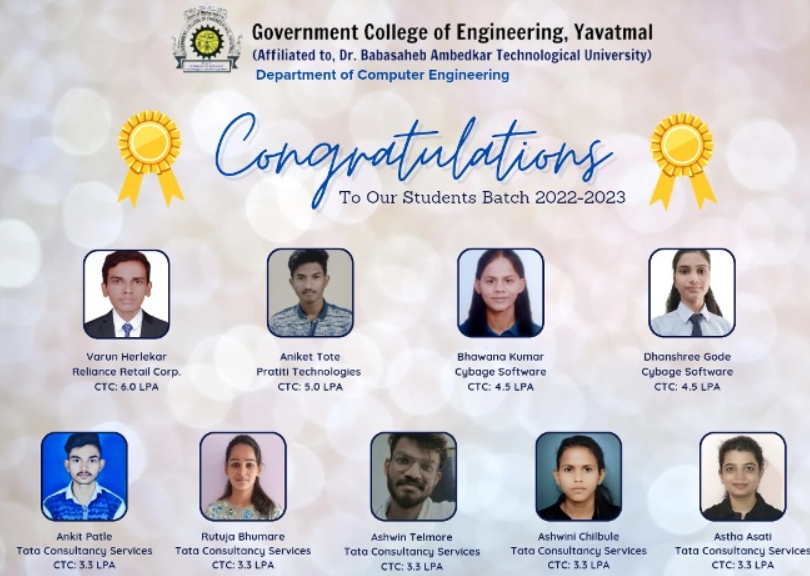 Government College of Engineering, Yavatmal
(Affiliated to, Dr. Babasaheb Ambedkar Technological University)
Department of Computer Engineering
Congratulations
To Our Students Batch 2022-2023
Varun Herlekar
Reliance Retail Corp.
CTC: 6.0 LPA
Aniket Tote
Pratiti Technologies
CTC: 5.0 LPA
Bhawana Kumar
Cybage Software
CTC: 4.5 LPA
Dhanshree Gode
Cybage Software
CTC: 4.5 LPA
Ankit Patle
Tata Consultancy Services
CTC: 3.3 LPA
Rutuja Bhumare
Tata Consultancy Services
CTC: 3.3 LPA
Ashwin Telmore
Tata Consultancy Services
CTC: 3.3 LPA
Ashwini Chilbule
Tata Consultancy Services
CTC: 3.3 LPA
Astha Asati
Tata Consultancy Services
CTC: 3.3 LPA